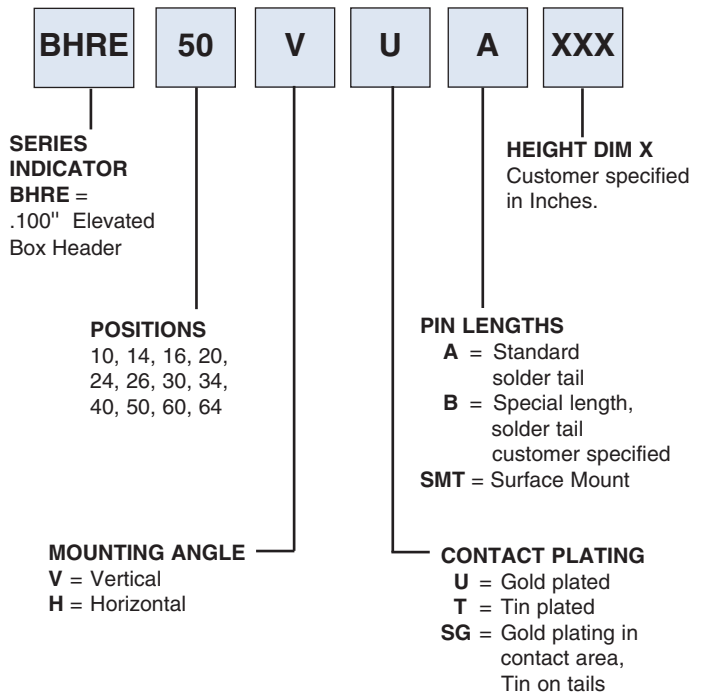 BHRE 50 V U A XXX
SERIES
INDICATOR
BHRE =
.100" Elevated
Box Header
HEIGHT DIM X
Customer specified
in Inches.
POSITIONS
10, 14, 16, 20,
24, 26, 30, 34,
40, 50, 60, 64
PIN LENGTHS
A = Standard
solder tail
B = Special length,
solder tail
customer specified
SMT = Surface Mount
MOUNTING ANGLE
V = Vertical
H = Horizontal
CONTACT PLATING
U = Gold plated
T = Tin plated
SG = Gold plating in
contact area,
Tin on tails